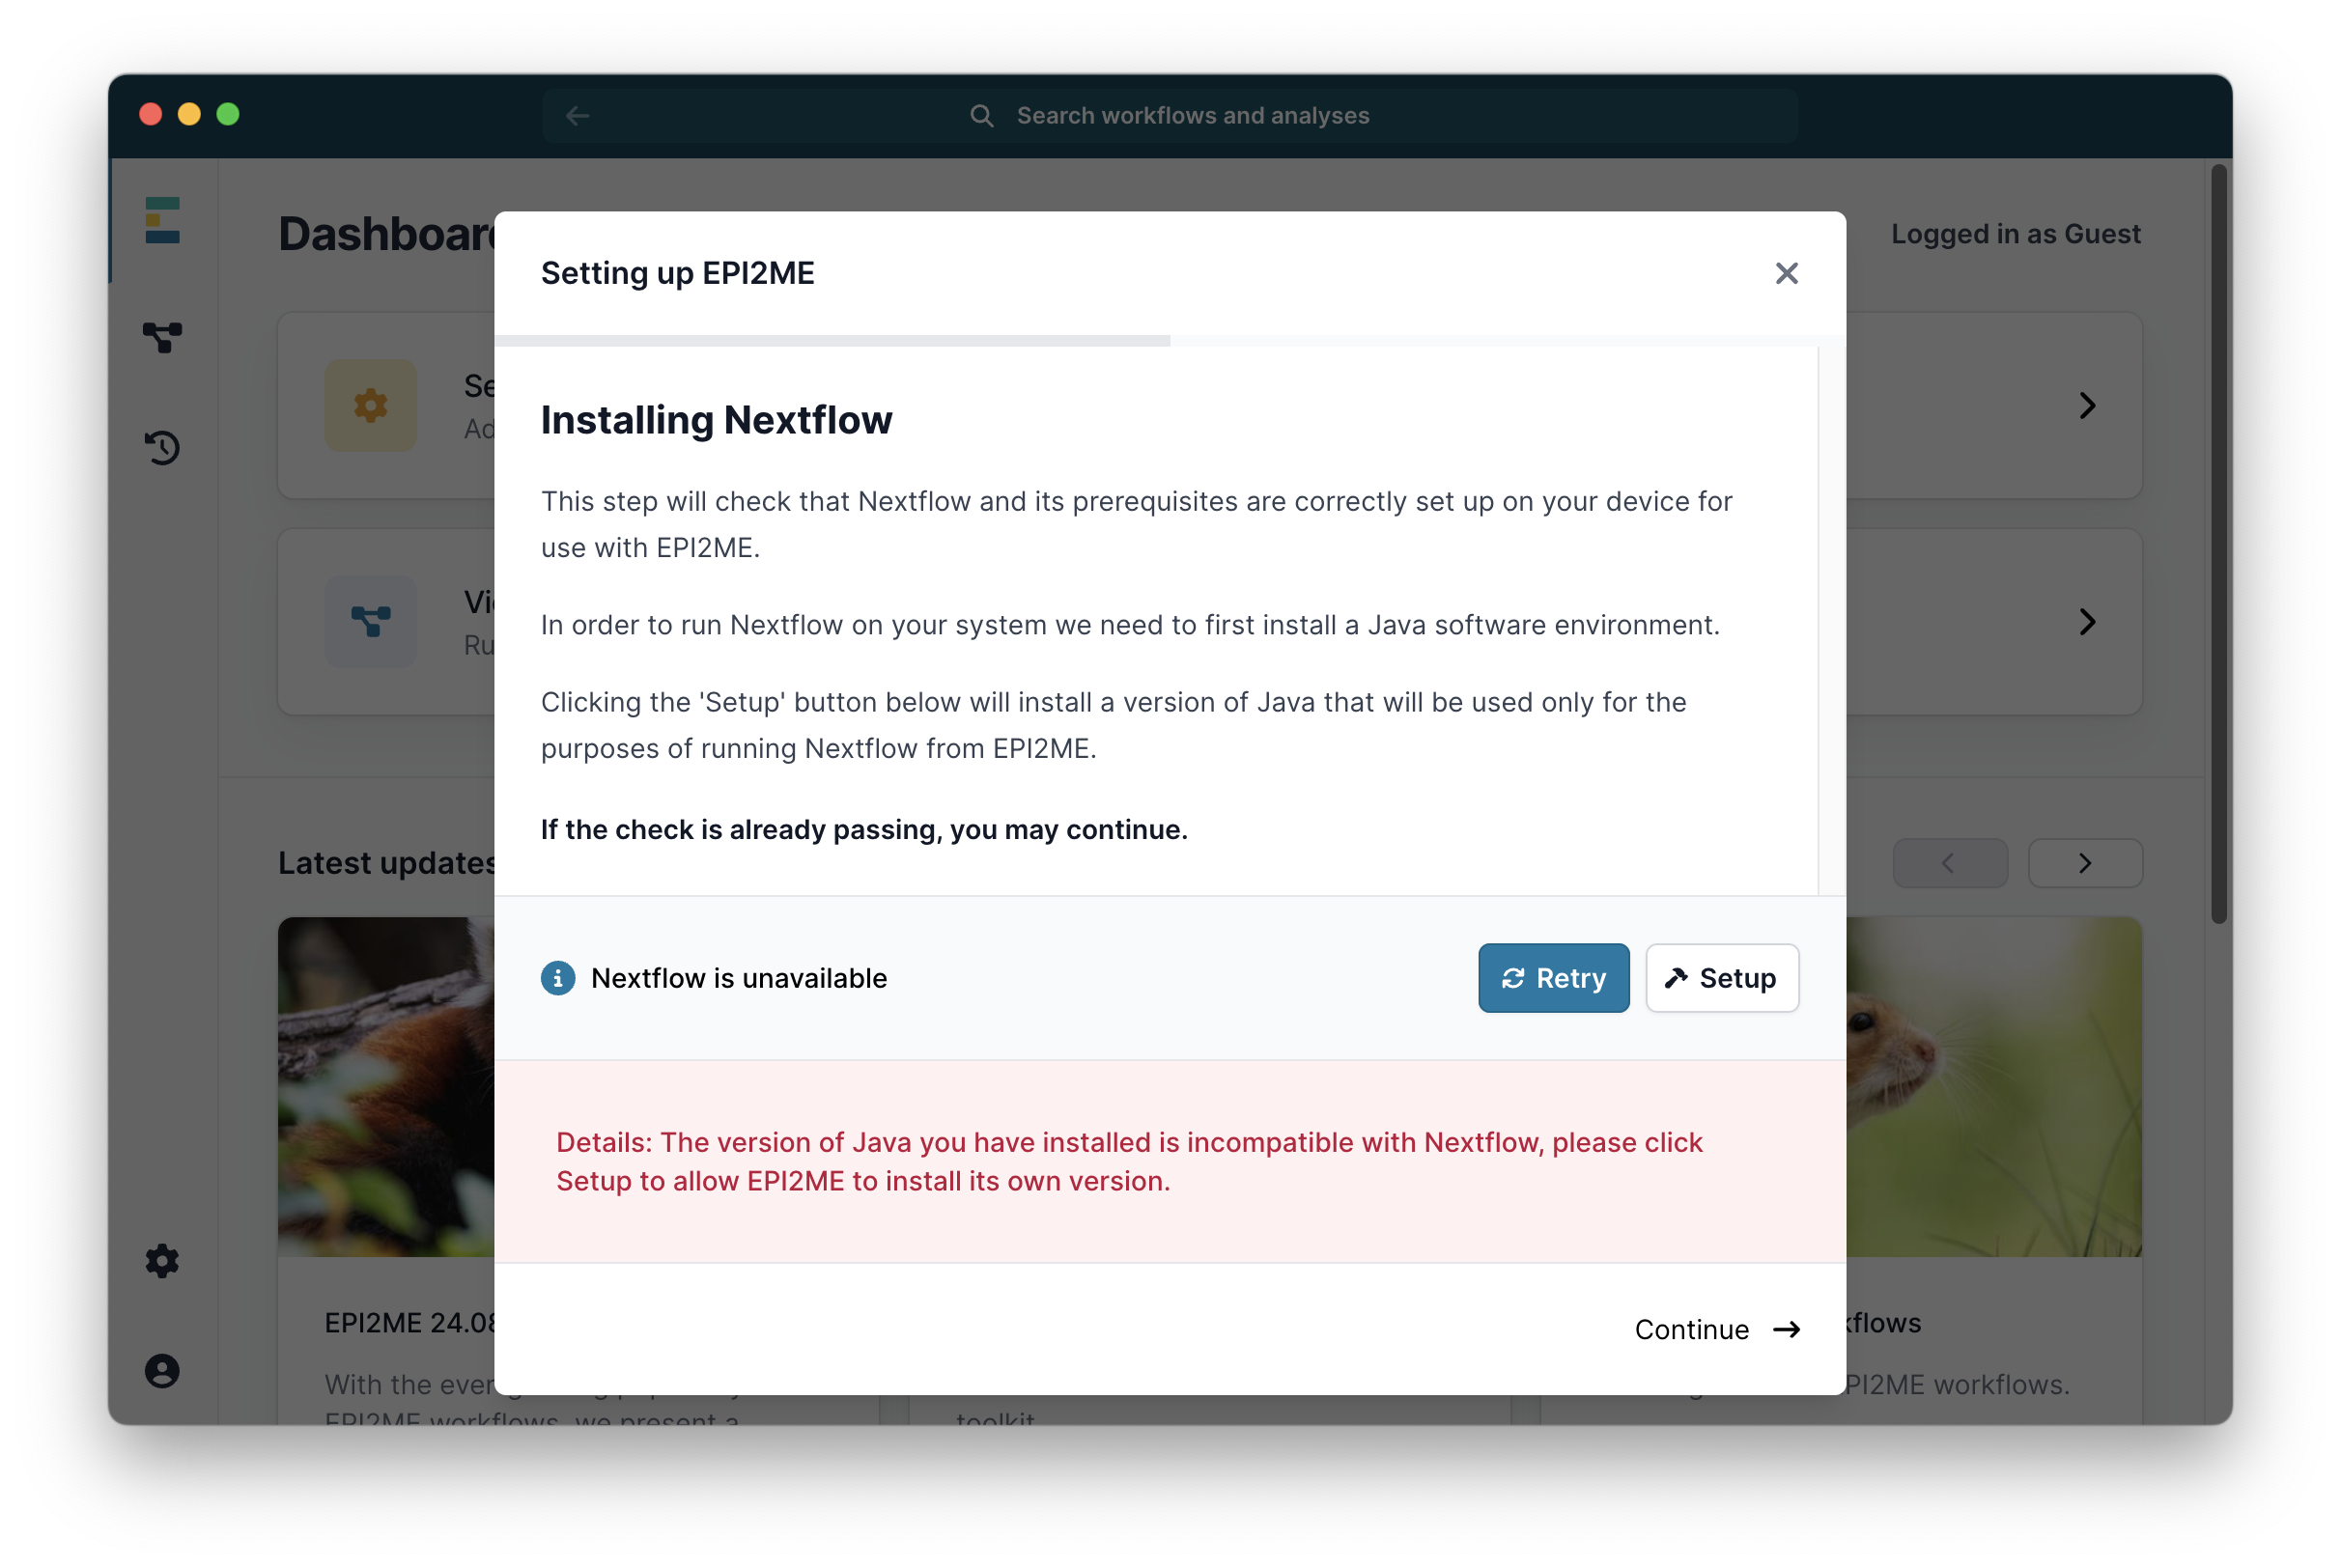 Search workflows and analyses
Dashboar
Logged in as Guest
Setting up EPI2ME
Installing Nextflow
This step will check that Nextflow and its prerequisites are correctly set up on your device for
use with EPI2ME.
In order to run Nextflow on your system we need to first install a Java software environment.
Clicking the 'Setup' button below will install a version of Java that will be used only for the
purposes of running Nextflow from EPI2ME.
If the check is already passing, you may continue.
Nextflow is unavailable
Retry
Setup
Details: The version of Java you have installed is incompatible with Nextflow, please click
Setup to allow EPI2ME to install its own version.
Continue
Se
Ad
Vi
Ru
Latest updates
EPI2ME 24.08
With the ever
EPI2ME workflows, we present a
toolkit
kflows
PI2ME workflows.